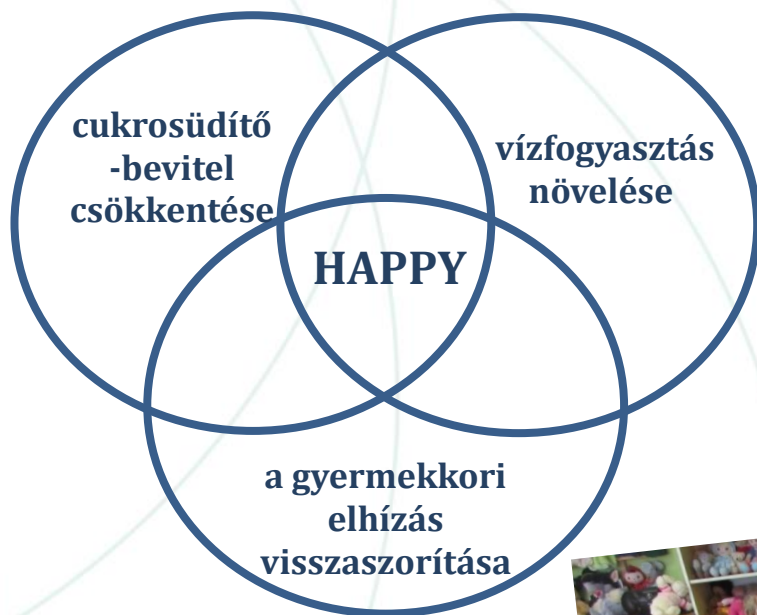 cukrosüdítő
-bevitel
csökkentése
vízfogyasztás
növelése
HAPPY
a gyermekkori
elhízás
visszaszorítása